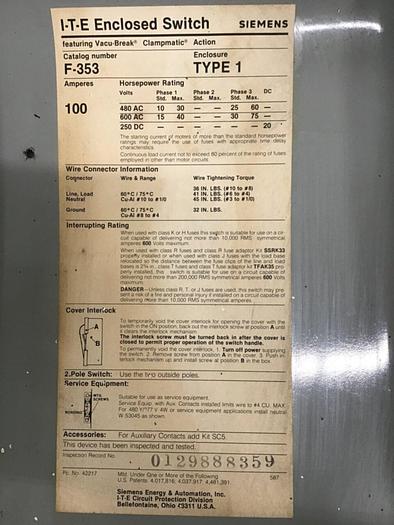 I-T-E Enclosed Switch SIEMENS
featuring Vacu-Break® Clampmatic® Action
Catalog number Enclosure
F-353 TYPE 1
Amperes Horsepower Rating
Volts Phase 1 Phase 2 Phase 3 DC
Std. Max. Std. Max. Std. Max.
100 480 AC 10 30 — — 25 60 —
600 AC 15 40 — — 30 75 —
250 DC — — — — — — 20
The starting current of motors of more than the standard horsepower
ratings may require the use of fuses with appropriate time delay
characteristics.
Continuous load current not to exceed 80 percent of the rating of fuses
employed in other than motor circuits.
Wire Connector Information
Connector Wire & Range Wire Tightening Torque
36 IN. LBS. (#10 to #8)
Line, Load 60°C / 75°C 41 IN. LBS. (#6 to #4)
Neutral Cu-Al #10 to 1/0 45 IN. LBS. (#3 to 1/0)
Ground 60°C / 75°C 32 IN. LBS.
Cu-Al #8 to #4
Interrupting Rating
When used with class K or H fuses this switch is suitable for use on a cir-
cuit capable of delivering not more than 10,000 RMS, symmetrical
amperes 600 Volts maximum.
When used with class R fuses and class R fuse adaptor Kit SSRK33
properly installed or when used with class J fuses with the load base
relocated so the distance between the fuse clips of the line and load
bases is in., class T fuses and class T fuse adaptor kit TFAK35 pro-
perly installed, this switch is suitable for use on a circuit capable of
delivering not more than 200,000 RMS symmetrical amperes 600 volts
maximum.
DANGER—Unless class R, T, or J fuses are used, this switch may pre-
sent a risk of fire and personal injury if installed on a circuit capable of
delivering more than 10,000 RMS symmetrical amperes.
Cover Interlock
A
B
To temporarily void the cover interlock for opening the cover with the
switch in the ON position, back out the interlock screw at position A until
it clears the interlock mechanism.
The interlock screw must be turned back in after the cover is
closed to permit proper operation of the switch handle.
To permanently void the cover interlock, 1. Turn off power supplying
the switch. 2. Remove screw from position A in the cover. 3. Push in-
terlock mechanism up and install screw at position B in the box.
2.Pole Switch: Use the two outside poles.
Service Equipment:
MTG.
SCREWS
BONDING
Suitable for use as service equipment.
Service Equip. with Aux. Contacts installed limits wire to #4 CU. MAX.
For 480 Y/277 V 4W or service equipment applications install neutral
W 53045 as shown.
Accessories: For Auxiliary Contacts add Kit SC5.
This device has been inspected and tested.
Inspection Record No. 0129888359
Pc. No. 42217 Mfd. Under One or More of the Following 587
U.S. Patents. 4,017,816; 4,037,917; 4,481,391.
Siemens Energy & Automation, Inc.
I-T-E Circuit Protection Division
Bellefontaine, Ohio 43311 U.S.A.